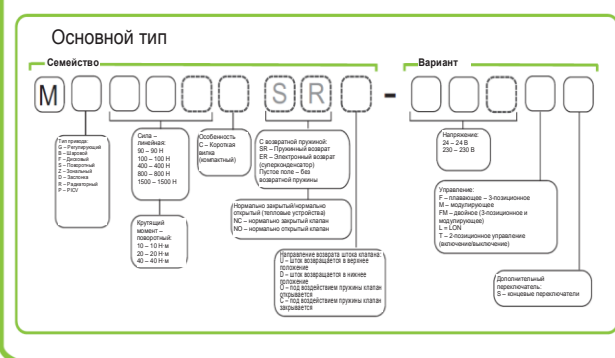 Основной тип
Семейство
Вариант
M
S R
-
Тип привода:
G – Регулирующий
B – Шаровой
F – Дисковый
S – Поворотный
Z – Зональный
D – Заслонка
R – Радиаторный
P – PICV
Сила –
линейная:
90 – 90 Н
100 – 100 Н
400 – 400 Н
800 – 800 Н
1500 – 1500 Н
Крутящий
момент –
поворотный:
10 – 10 Н·м
20 – 20 Н·м
40 – 40 Н·м
Особенность
C – Короткая
вилка
(компактный)
С возвратной пружиной:
SR – Пружинный возврат
ER – Электронный возврат
(суперконденсатор)
Пустое поле – без
возвратной пружины
Нормально закрытый/нормально
открытый (тепловые устройства)
NC – нормально закрытый клапан
NO – нормально открытый клапан
Направление возврата штока клапана:
U – шток возвращается в верхнее
положение
D – шток возвращается в нижнее
положение
O – под воздействием пружины клапан
открывается
C – под воздействием пружины клапан
закрывается
Напряжение:
24 – 24 В
230 – 230 В
Управление:
F – плавающее – 3-позиционное
M – модулирующее
FM – двойное (3-позиционное и
модулирующее)
L = LON
T – 2-позиционное управление
(включение/выключение)
Дополнительный
переключатель:
S – концевые переключатели